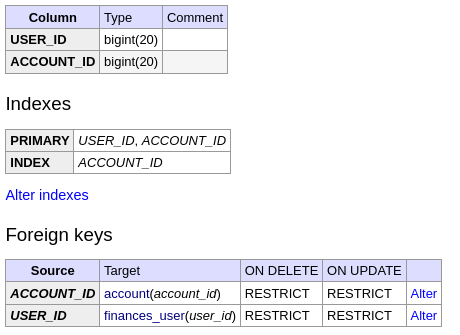 Column Type Comment
USER_ID bigint(20)
ACCOUNT_ID bigint(20)
Indexes
PRIMARY USER_ID, ACCOUNT_ID
INDEX ACCOUNT_ID
Alter indexes
Foreign keys
Source Target ON DELETE ON UPDATE
ACCOUNT_ID account(account_id) RESTRICT RESTRICT Alter
USER_ID finances_user(user_id) RESTRICT RESTRICT Alter